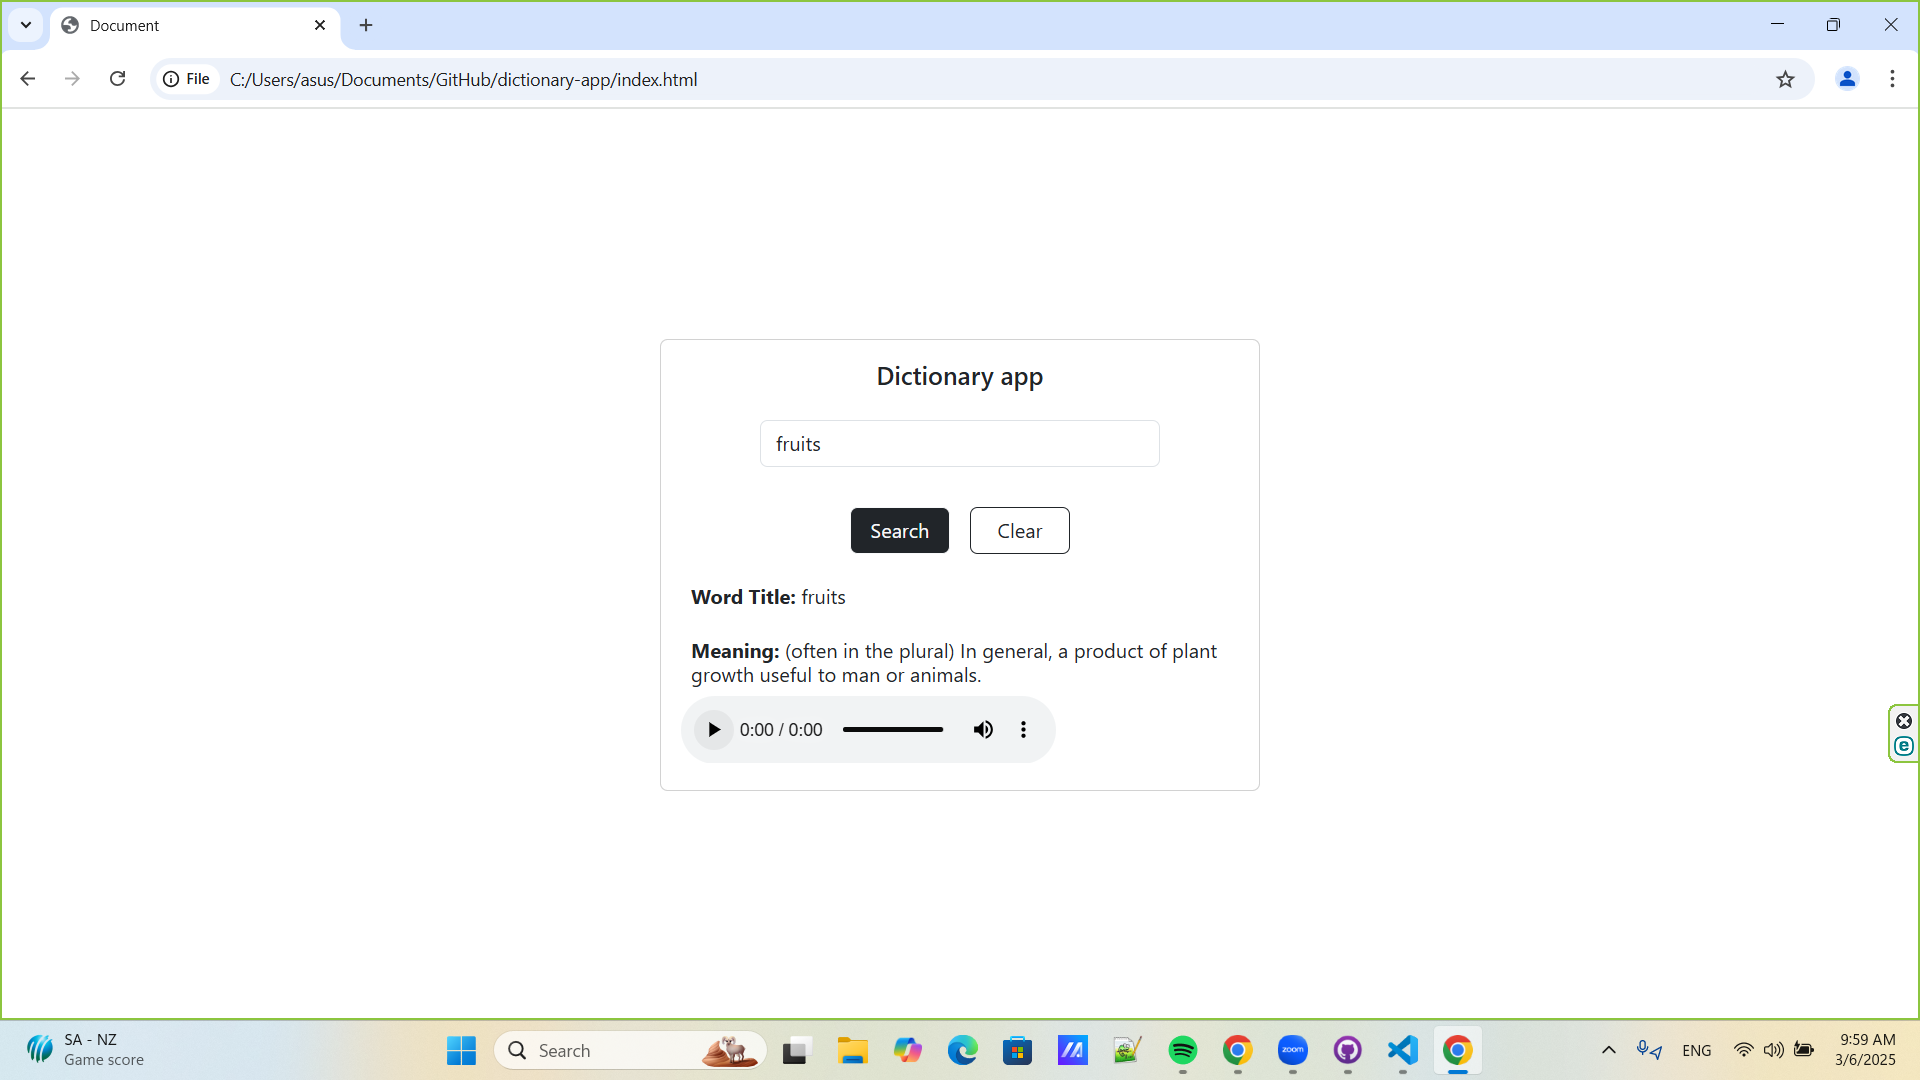 Document
File C:/Users/asus/Documents/GitHub/dictionary-app/index.html
Dictionary app
fruits
Search Clear
Word Title: fruits
Meaning: (often in the plural) In general, a product of plant
growth useful to man or animals.
0:00 / 0:00
SA - NZ
Game score
Search
zoom
ENG
9:59 AM
3/6/2025